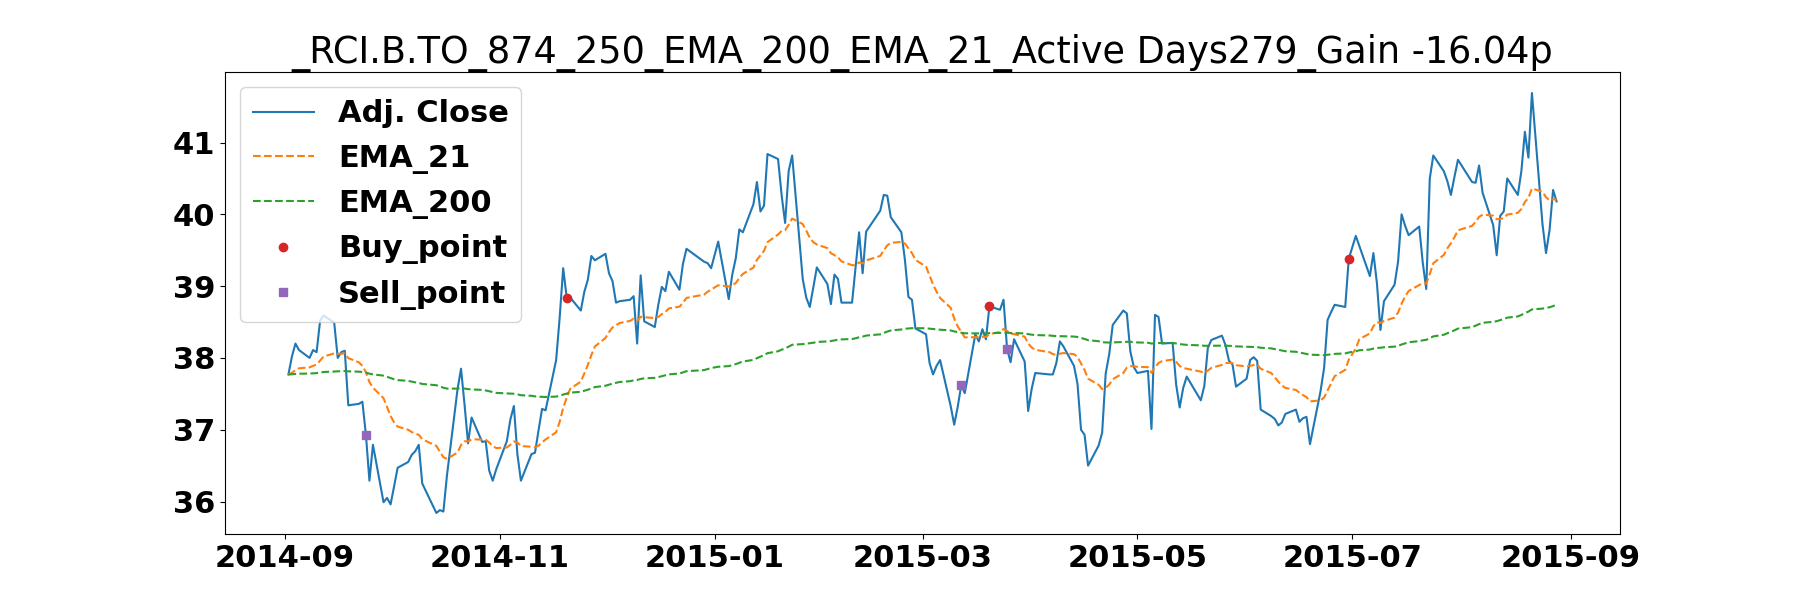 _RCI.B.TO_874_250_EMA_200_EMA_21_Active Days279_Gain -16.04p
Adj. Close
EMA_21
EMA_200
Buy_point
Sell_point
41
40
39
38
37
36
2014-09 2014-11 2015-01 2015-03 2015-05 2015-07 2015-09